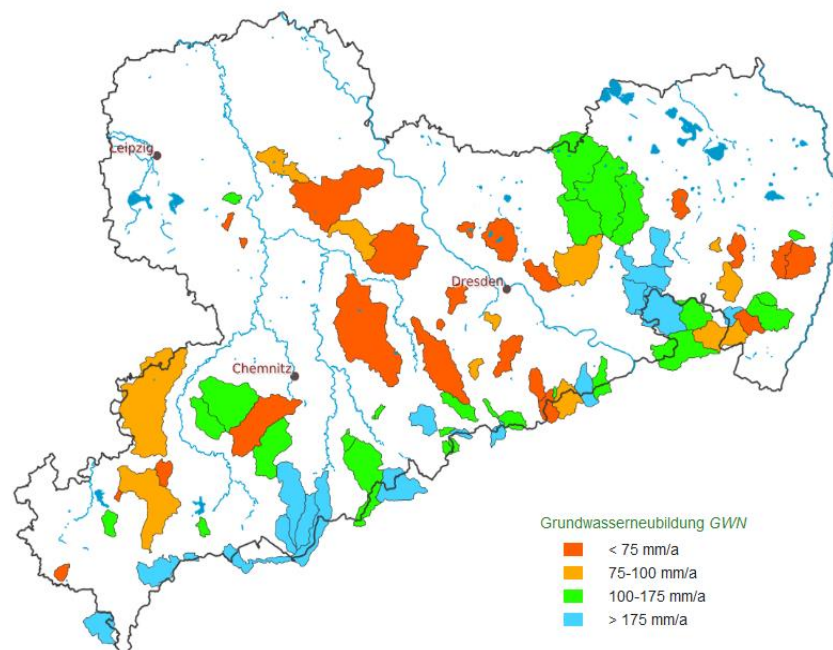 Leipzig
Dresden
Chemnitz
Grundwasserneubildung GWN
< 75 mm/a
75-100 mm/a
100-175 mm/a
> 175 mm/a